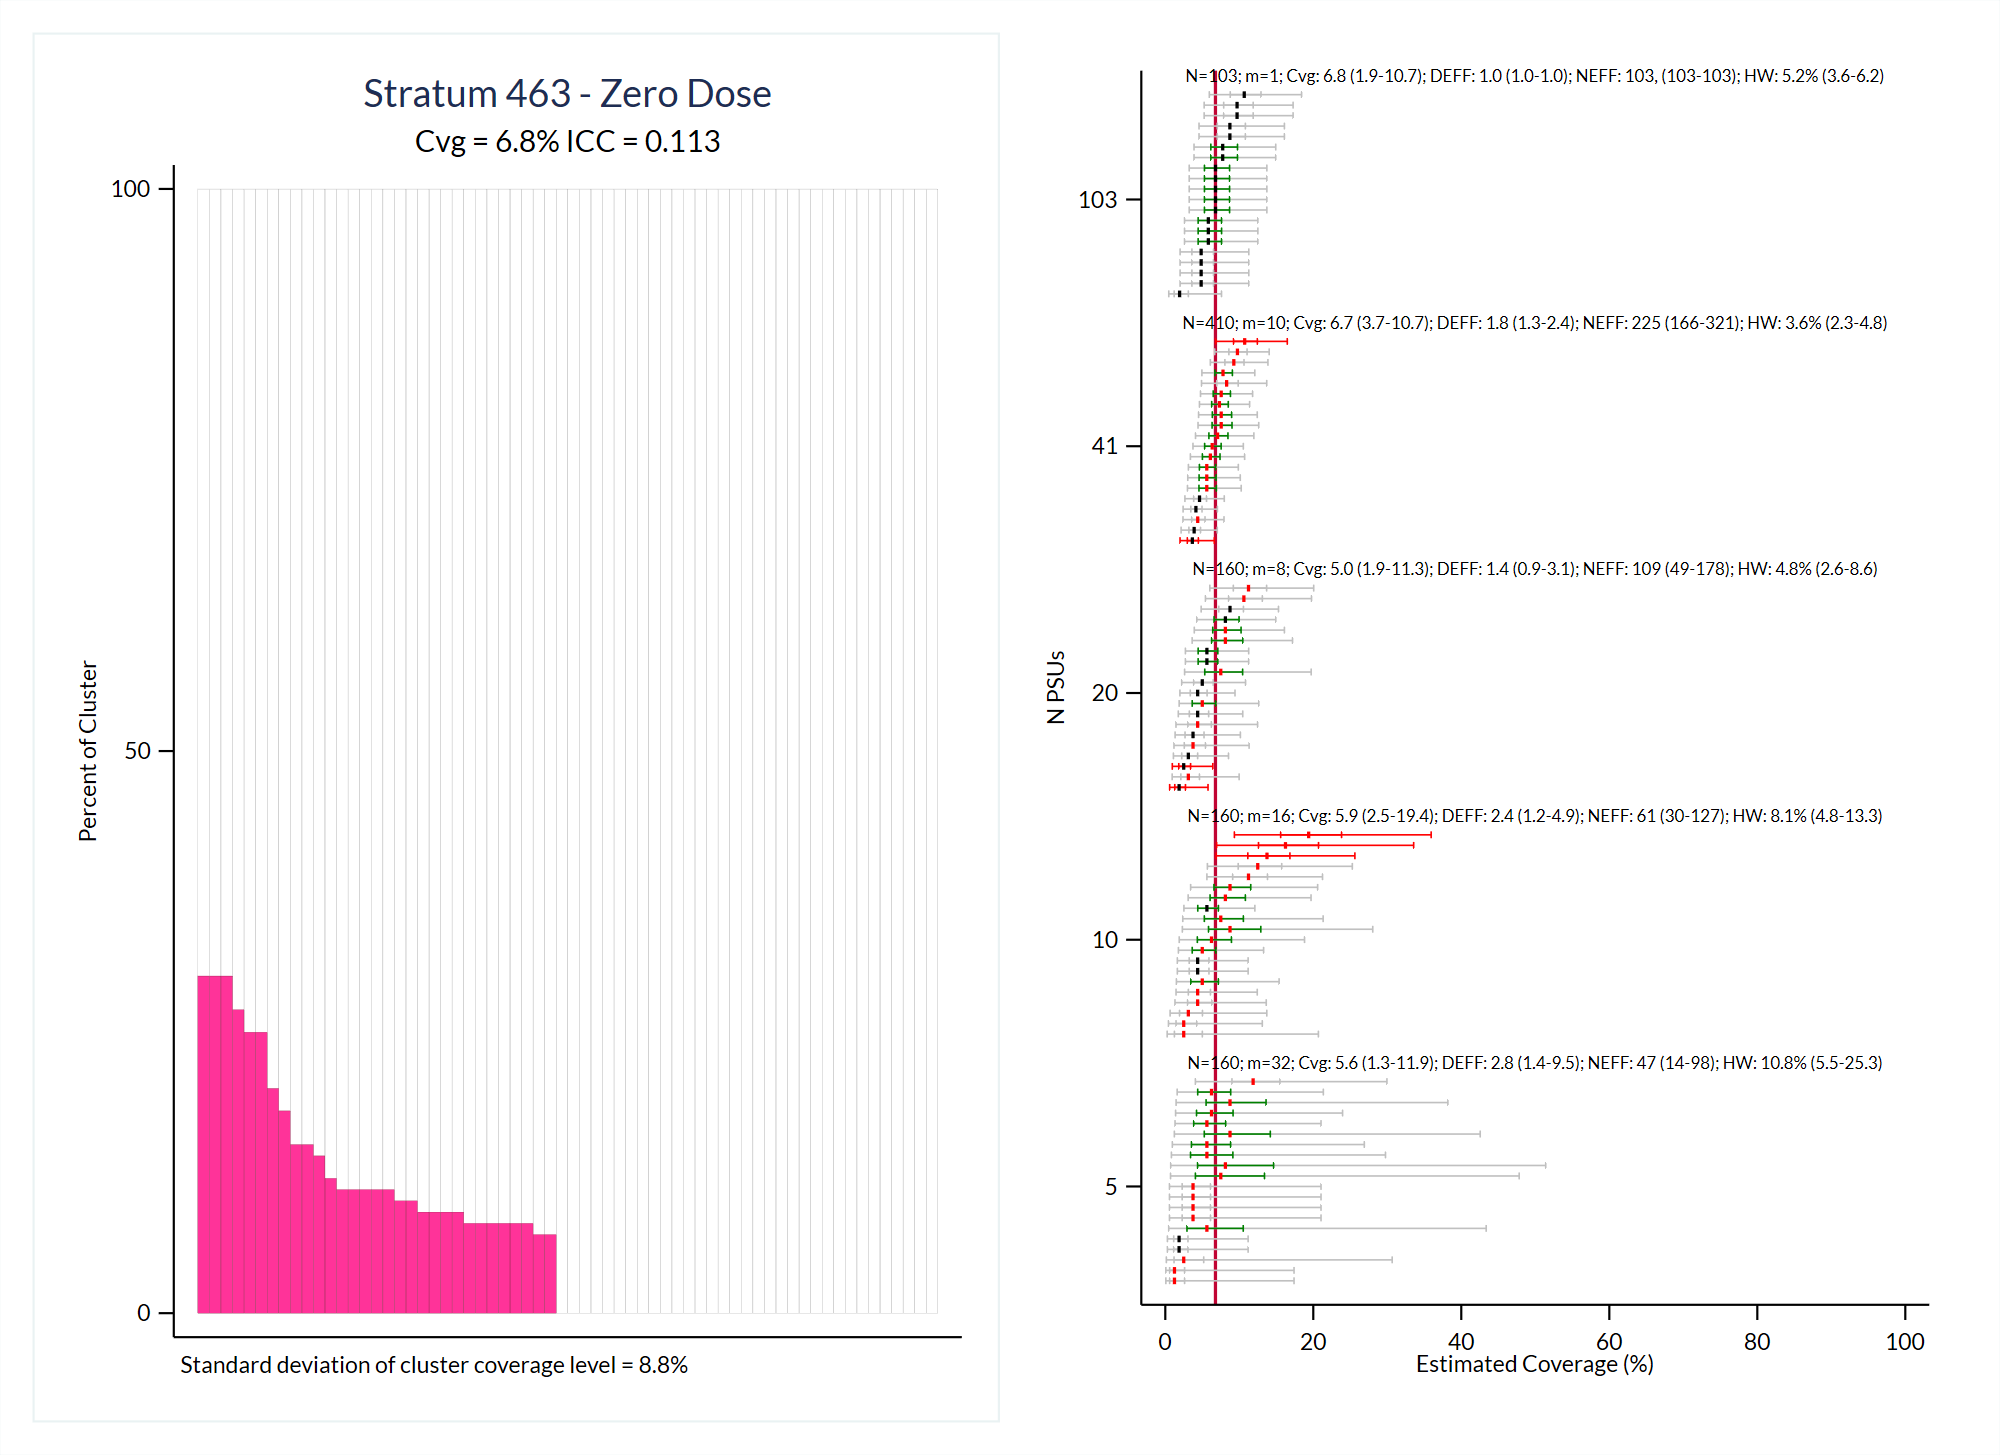 Stratum 463 - Zero Dose
Cvg = 6.8% ICC = 0.113
100
50
0
Percent of Cluster
Standard deviation of cluster coverage level = 8.8%
N=103; m=1; Cvg: 6.8 (1.9-10.7); DEFF: 1.0 (1.0-1.0); NEFF: 103, (103-103); HW: 5.2% (3.6-6.2)
103
N=410; m=10; Cvg: 6.7 (3.7-10.7); DEFF: 1.8 (1.3-2.4); NEFF: 225 (166-321); HW: 3.6% (2.3-4.8)
41
N=160; m=8; Cvg: 5.0 (1.9-11.3); DEFF: 1.4 (0.9-3.1); NEFF: 109 (49-178); HW: 4.8% (2.6-8.6)
N PSUs
20
N=160; m=16; Cvg: 5.9 (2.5-19.4); DEFF: 2.4 (1.2-4.9); NEFF: 61 (30-127); HW: 8.1% (4.8-13.3)
10
N=160; m=32; Cvg: 5.6 (1.3-11.9); DEFF: 2.8 (1.4-9.5); NEFF: 47 (14-98); HW: 10.8% (5.5-25.3)
5
0 20 40 60 80 100
Estimated Coverage (%)